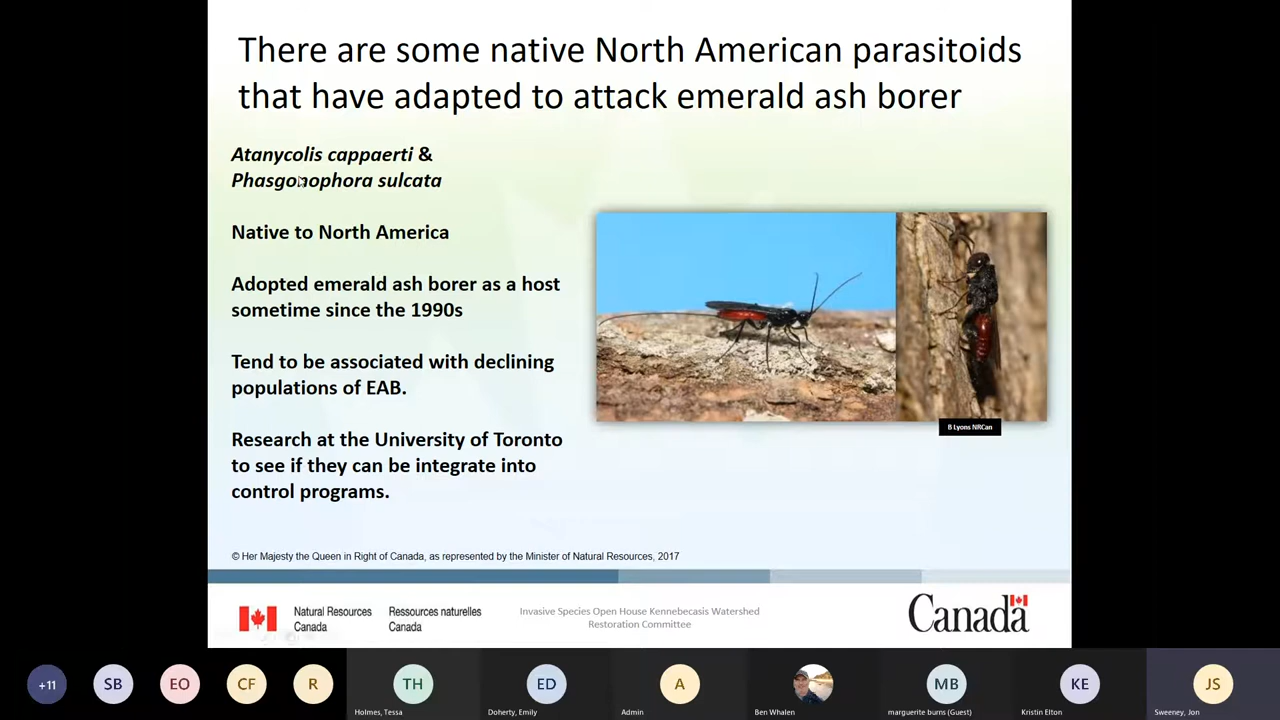 There are some native North American parasitoids
that have adapted to attack emerald ash borer
Atanycolis cappaerti &
Phasgonophora sulcata
Native to North America
Adopted emerald ash borer as a host
sometime since the 1990s
Tend to be associated with declining
populations of EAB.
Research at the University of Toronto
to see if they can be integrate into
control programs.
B Lyons NRCan
© Her Majesty the Queen in Right of Canada, as represented by the Minister of Natural Resources, 2017
Natural Resources
Canada
Ressources naturelles
Canada
Invasive Species Open House Kennebecasis Watershed
Restoration Committee
Canada
+11
SB
EO
CF
R
TH
Holmes, Tessa
ED
Doherty, Emily
A
Admin
Ben Whalen
MB
marguerite burns (Guest)
KE
Kristin Elton
JS
Sweeney, Jon